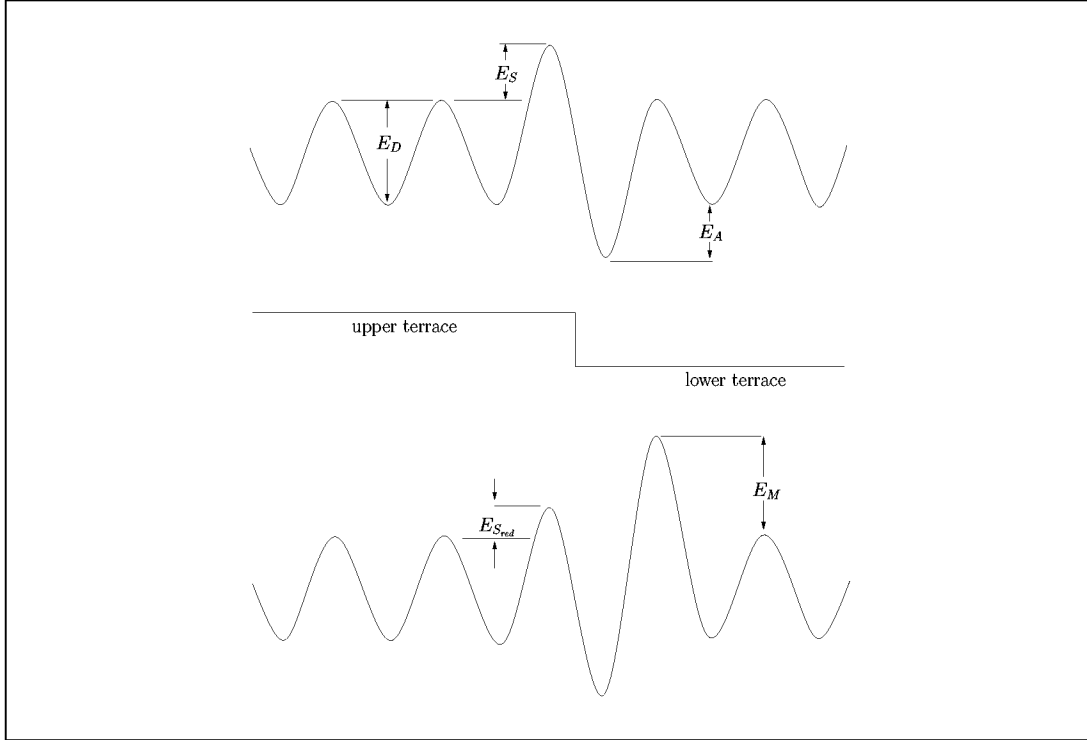 E_S
E_D
E_A
upper terrace
lower terrace
E_M
E_{S_{red}}